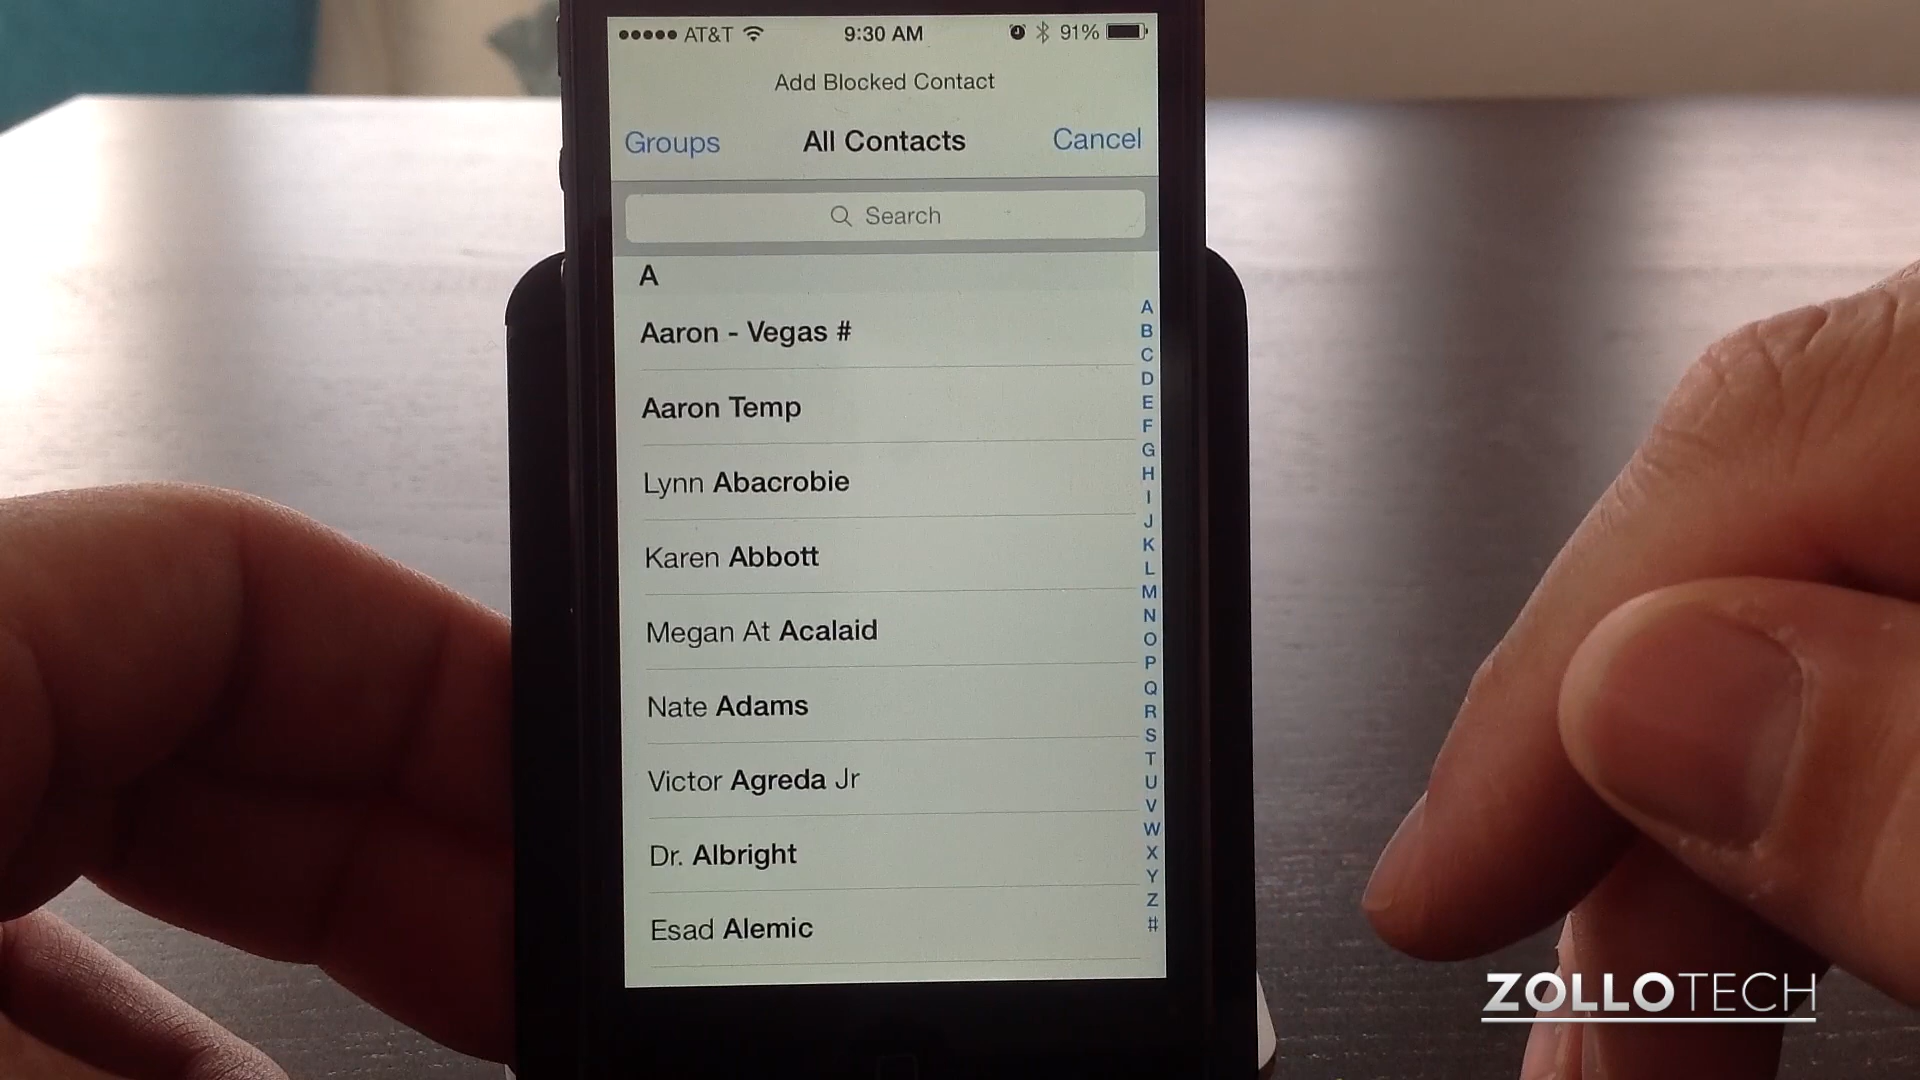 AT&T 9:30 AM 91%
Add Blocked Contact
Groups All Contacts Cancel
Search
A
Aaron - Vegas #
Aaron Temp
Lynn Abacrobie
Karen Abbott
Megan At Acalaid
Nate Adams
Victor Agreda Jr
Dr. Albright
Esad Alemic
A
B
C
D
E
F
G
H
I
J
K
L
M
N
O
P
Q
R
S
T
U
V
W
X
Y
Z
#
ZOLLOTECH